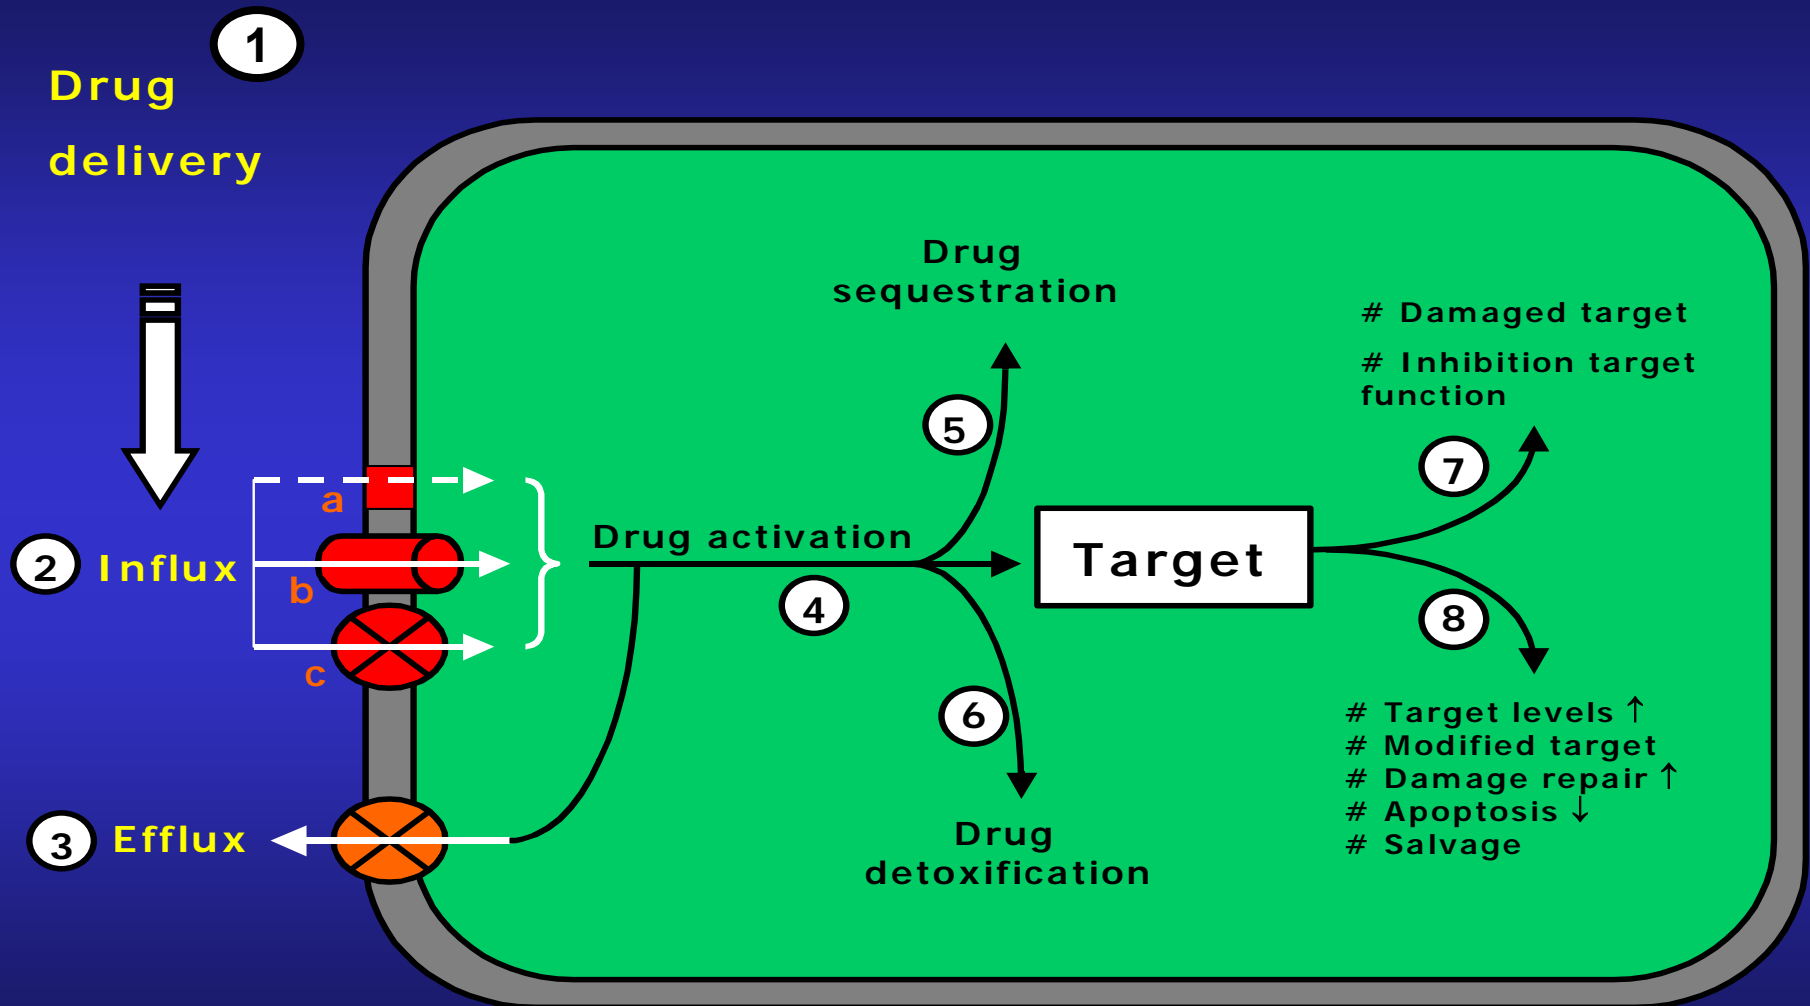 1
Drug
delivery
2 Influx
a
b
c
3 Efflux
Drug activation
4
Drug
sequestration
5
6
Drug
detoxification
Target
# Damaged target
# Inhibition target
function
7
8
# Target levels ↑
# Modified target
# Damage repair ↑
# Apoptosis ↓
# Salvage